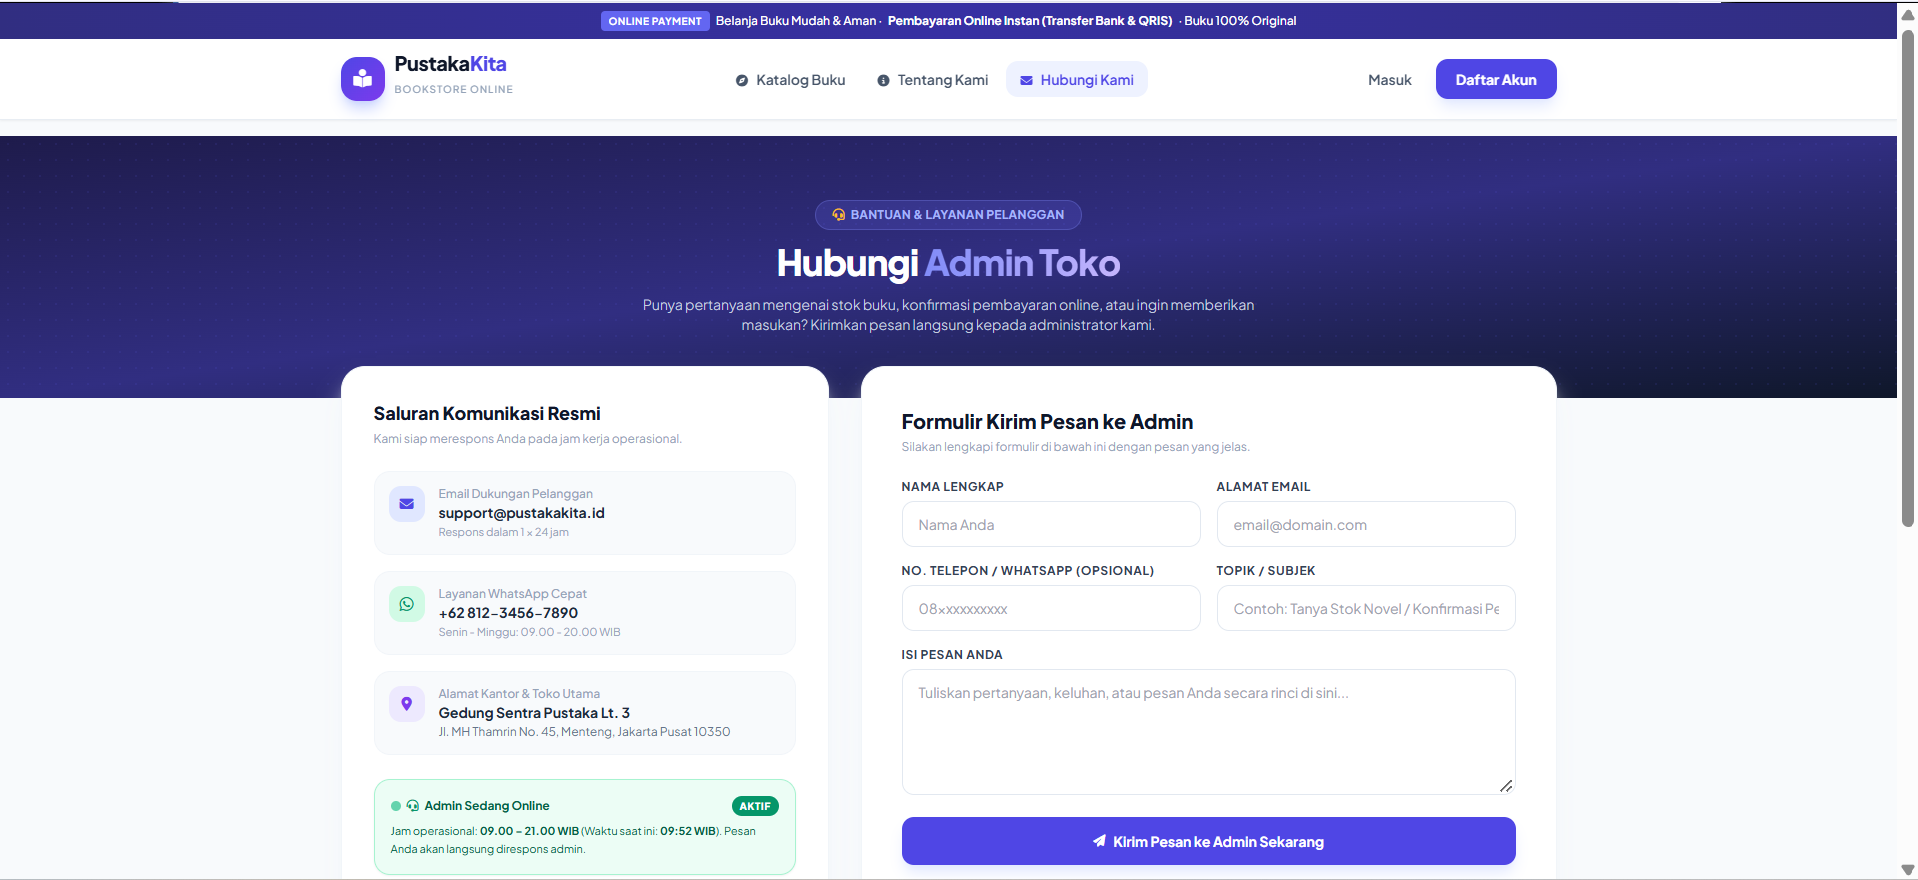 ONLINE PAYMENT Belanja Buku Mudah & Aman · Pembayaran Online Instan (Transfer Bank & QRIS) · Buku 100% Original
PustakaKita
BOOKSTORE ONLINE
Katalog Buku
Tentang Kami
Hubungi Kami
Masuk
Daftar Akun
BANTUAN & LAYANAN PELANGGAN
Hubungi Admin Toko
Punya pertanyaan mengenai stok buku, konfirmasi pembayaran online, atau ingin memberikan
masukan? Kirimkan pesan langsung kepada administrator kami.
Saluran Komunikasi Resmi
Kami siap merespons Anda pada jam kerja operasional.
Email Dukungan Pelanggan
support@pustakakita.id
Respons dalam 1 x 24 jam
Layanan WhatsApp Cepat
+62 812-3456-7890
Senin - Minggu: 09.00 - 20.00 WIB
Alamat Kantor & Toko Utama
Gedung Sentra Pustaka Lt. 3
Jl. MH Thamrin No. 45, Menteng, Jakarta Pusat 10350
Admin Sedang Online
AKTIF
Jam operasional: 09.00 – 21.00 WIB (Waktu saat ini: 09:52 WIB). Pesan
Anda akan langsung direspons admin.
Formulir Kirim Pesan ke Admin
Silakan lengkapi formulir di bawah ini dengan pesan yang jelas.
NAMA LENGKAP
Nama Anda
ALAMAT EMAIL
email@domain.com
NO. TELEPON / WHATSAPP (OPSIONAL)
08xxxxxxxxxx
TOPIK / SUBJEK
Contoh: Tanya Stok Novel / Konfirmasi Pe
ISI PESAN ANDA
Tuliskan pertanyaan, keluhan, atau pesan Anda secara rinci di sini...
Kirim Pesan ke Admin Sekarang